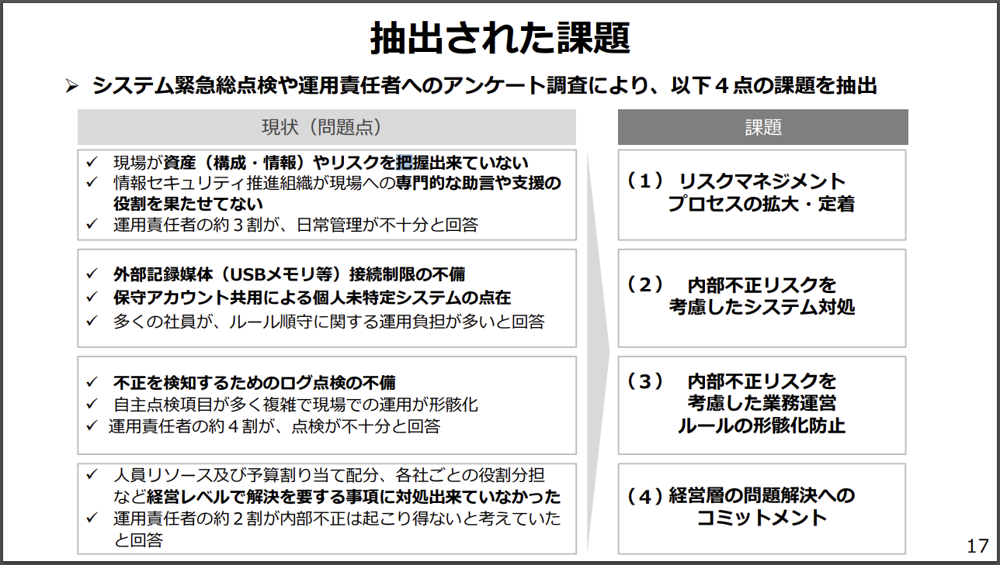 抽出された課題
➢ システム緊急総点検や運用責任者へのアンケート調査により、以下４点の課題を抽出
現状（問題点）
課題
✓ 現場が資産（構成・情報）やリスクを把握出来ていない
✓ 情報セキュリティ推進組織が現場への専門的な助言や支援の
役割を果たせてない
✓ 運用責任者の約３割が、日常管理が不十分と回答
（１） リスクマネジメント
プロセスの拡大・定着
✓ 外部記録媒体（USBメモリ等）接続制限の不備
✓ 保守アカウント共用による個人未特定システムの点在
✓ 多くの社員が、ルール順守に関する運用負担が多いと回答
（２） 内部不正リスクを
考慮したシステム対処
✓ 不正を検知するためのログ点検の不備
✓ 自主点検項目が多く複雑で現場での運用が形骸化
✓ 運用責任者の約４割が、点検が不十分と回答
（３） 内部不正リスクを
考慮した業務運営
ルールの形骸化防止
✓ 人員リソース及び予算割り当て配分、各社ごとの役割分担
など経営レベルで解決を要する事項に対処出来ていなかった
✓ 運用責任者の約２割が内部不正は起こり得ないと考えていた
と回答
（４）経営層の問題解決への
コミットメント
17